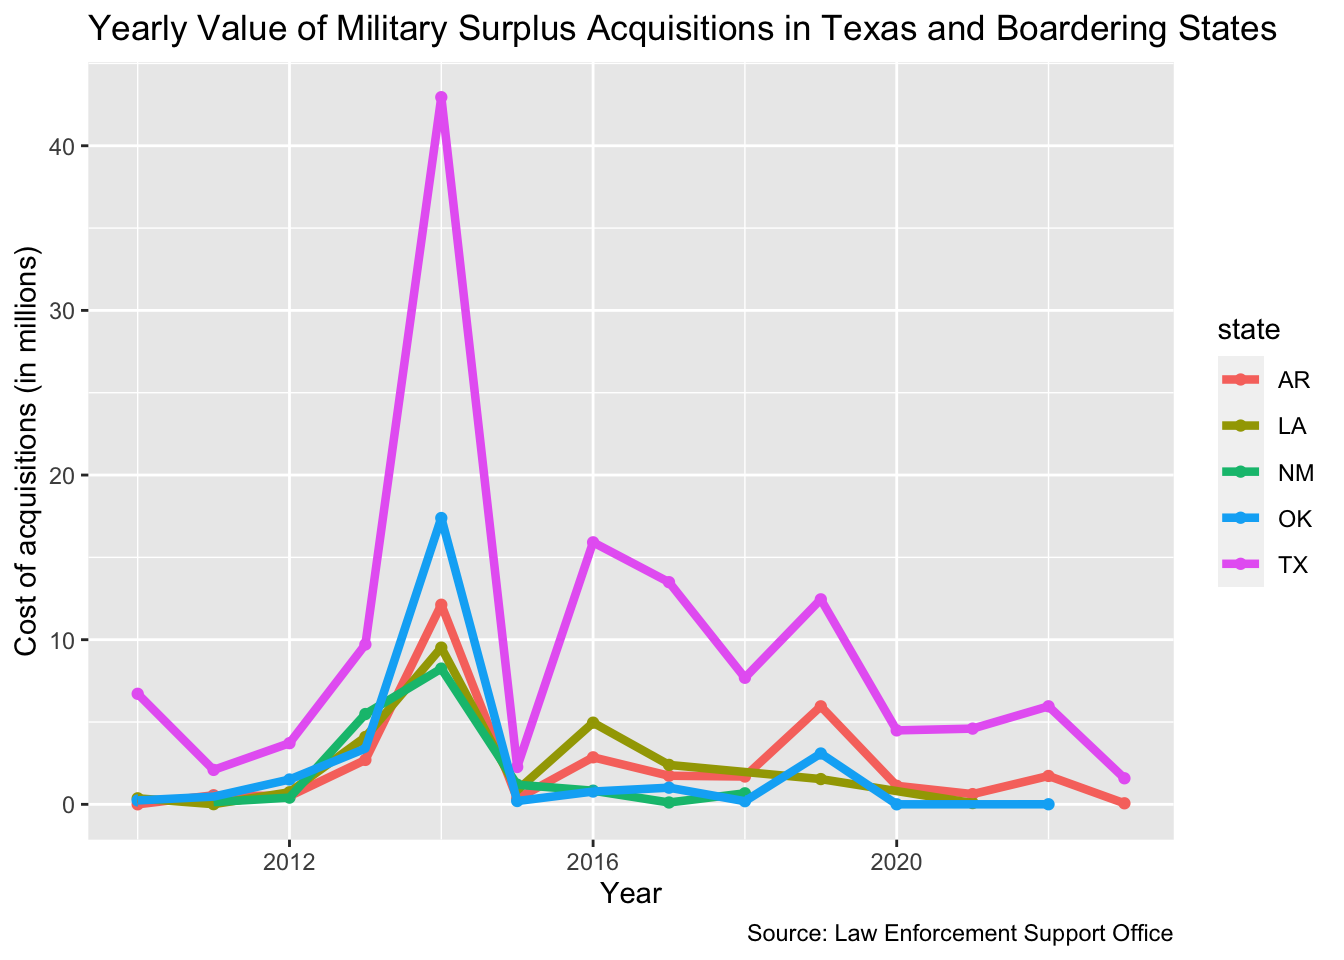 Yearly Value of Military Surplus Acquisitions in Texas and Boardering States
Cost of acquisitions (in millions)
40
30
20
10
0
2012 2016 2020
Year
state
AR
LA
NM
OK
TX
Source: Law Enforcement Support Office